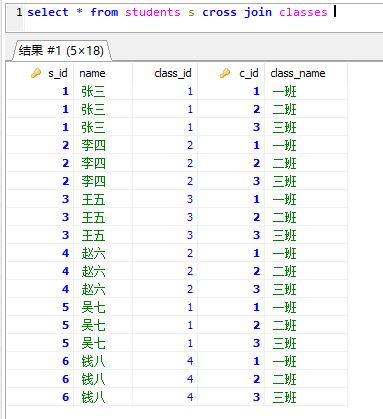 1 select * from students s cross join classes
结果 #1 (5×18)
s_id name class_id c_id class_name
1 张三 1 1 一班
1 张三 1 2 二班
1 张三 1 3 三班
2 李四 2 1 一班
2 李四 2 2 二班
2 李四 2 3 三班
3 王五 3 1 一班
3 王五 3 2 二班
3 王五 3 3 三班
4 赵六 2 1 一班
4 赵六 2 2 二班
4 赵六 2 3 三班
5 吴七 1 1 一班
5 吴七 1 2 二班
5 吴七 1 3 三班
6 钱八 4 1 一班
6 钱八 4 2 二班
6 钱八 4 3 三班